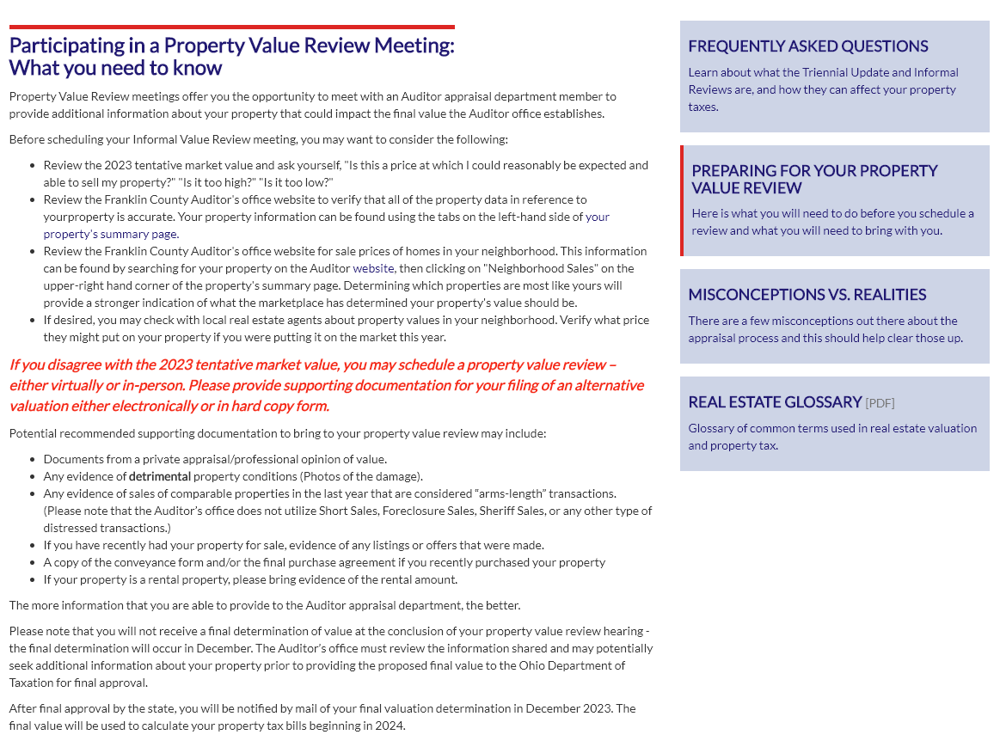 Participating in a Property Value Review Meeting:
What you need to know
Property Value Review meetings offer you the opportunity to meet with an Auditor appraisal department member to
provide additional information about your property that could impact the final value the Auditor office establishes.
Before scheduling your Informal Value Review meeting, you may want to consider the following:
• Review the 2023 tentative market value and ask yourself, "Is this a price at which I could reasonably be expected and
able to sell my property?" "Is it too high?" "Is it too low?"
• Review the Franklin County Auditor's office website to verify that all of the property data in reference to
yourproperty is accurate. Your property information can be found using the tabs on the left-hand side of your
property's summary page.
• Review the Franklin County Auditor's office website for sale prices of homes in your neighborhood. This information
can be found by searching for your property on the Auditor website, then clicking on "Neighborhood Sales" on the
upper-right hand corner of the property's summary page. Determining which properties are most like yours will
provide a stronger indication of what the marketplace has determined your property's value should be.
• If desired, you may check with local real estate agents about property values in your neighborhood. Verify what price
they might put on your property if you were putting it on the market this year.
If you disagree with the 2023 tentative market value, you may schedule a property value review –
either virtually or in-person. Please provide supporting documentation for your filing of an alternative
valuation either electronically or in hard copy form.
Potential recommended supporting documentation to bring to your property value review may include:
• Documents from a private appraisal/professional opinion of value.
• Any evidence of detrimental property conditions (Photos of the damage).
• Any evidence of sales of comparable properties in the last year that are considered “arms-length” transactions.
(Please note that the Auditor’s office does not utilize Short Sales, Foreclosure Sales, Sheriff Sales, or any other type of
distressed transactions.)
• If you have recently had your property for sale, evidence of any listings or offers that were made.
• A copy of the conveyance form and/or the final purchase agreement if you recently purchased your property
• If your property is a rental property, please bring evidence of the rental amount.
The more information that you are able to provide to the Auditor appraisal department, the better.
Please note that you will not receive a final determination of value at the conclusion of your property value review hearing -
the final determination will occur in December. The Auditor’s office must review the information shared and may potentially
seek additional information about your property prior to providing the proposed final value to the Ohio Department of
Taxation for final approval.
After final approval by the state, you will be notified by mail of your final valuation determination in December 2023. The
final value will be used to calculate your property tax bills beginning in 2024.
FREQUENTLY ASKED QUESTIONS
Learn about what the Triennial Update and Informal
Reviews are, and how they can affect your property
taxes.
PREPARING FOR YOUR PROPERTY
VALUE REVIEW
Here is what you will need to do before you schedule a
review and what you will need to bring with you.
MISCONCEPTIONS VS. REALITIES
There are a few misconceptions out there about the
appraisal process and this should help clear those up.
REAL ESTATE GLOSSARY [PDF]
Glossary of common terms used in real estate valuation
and property tax.